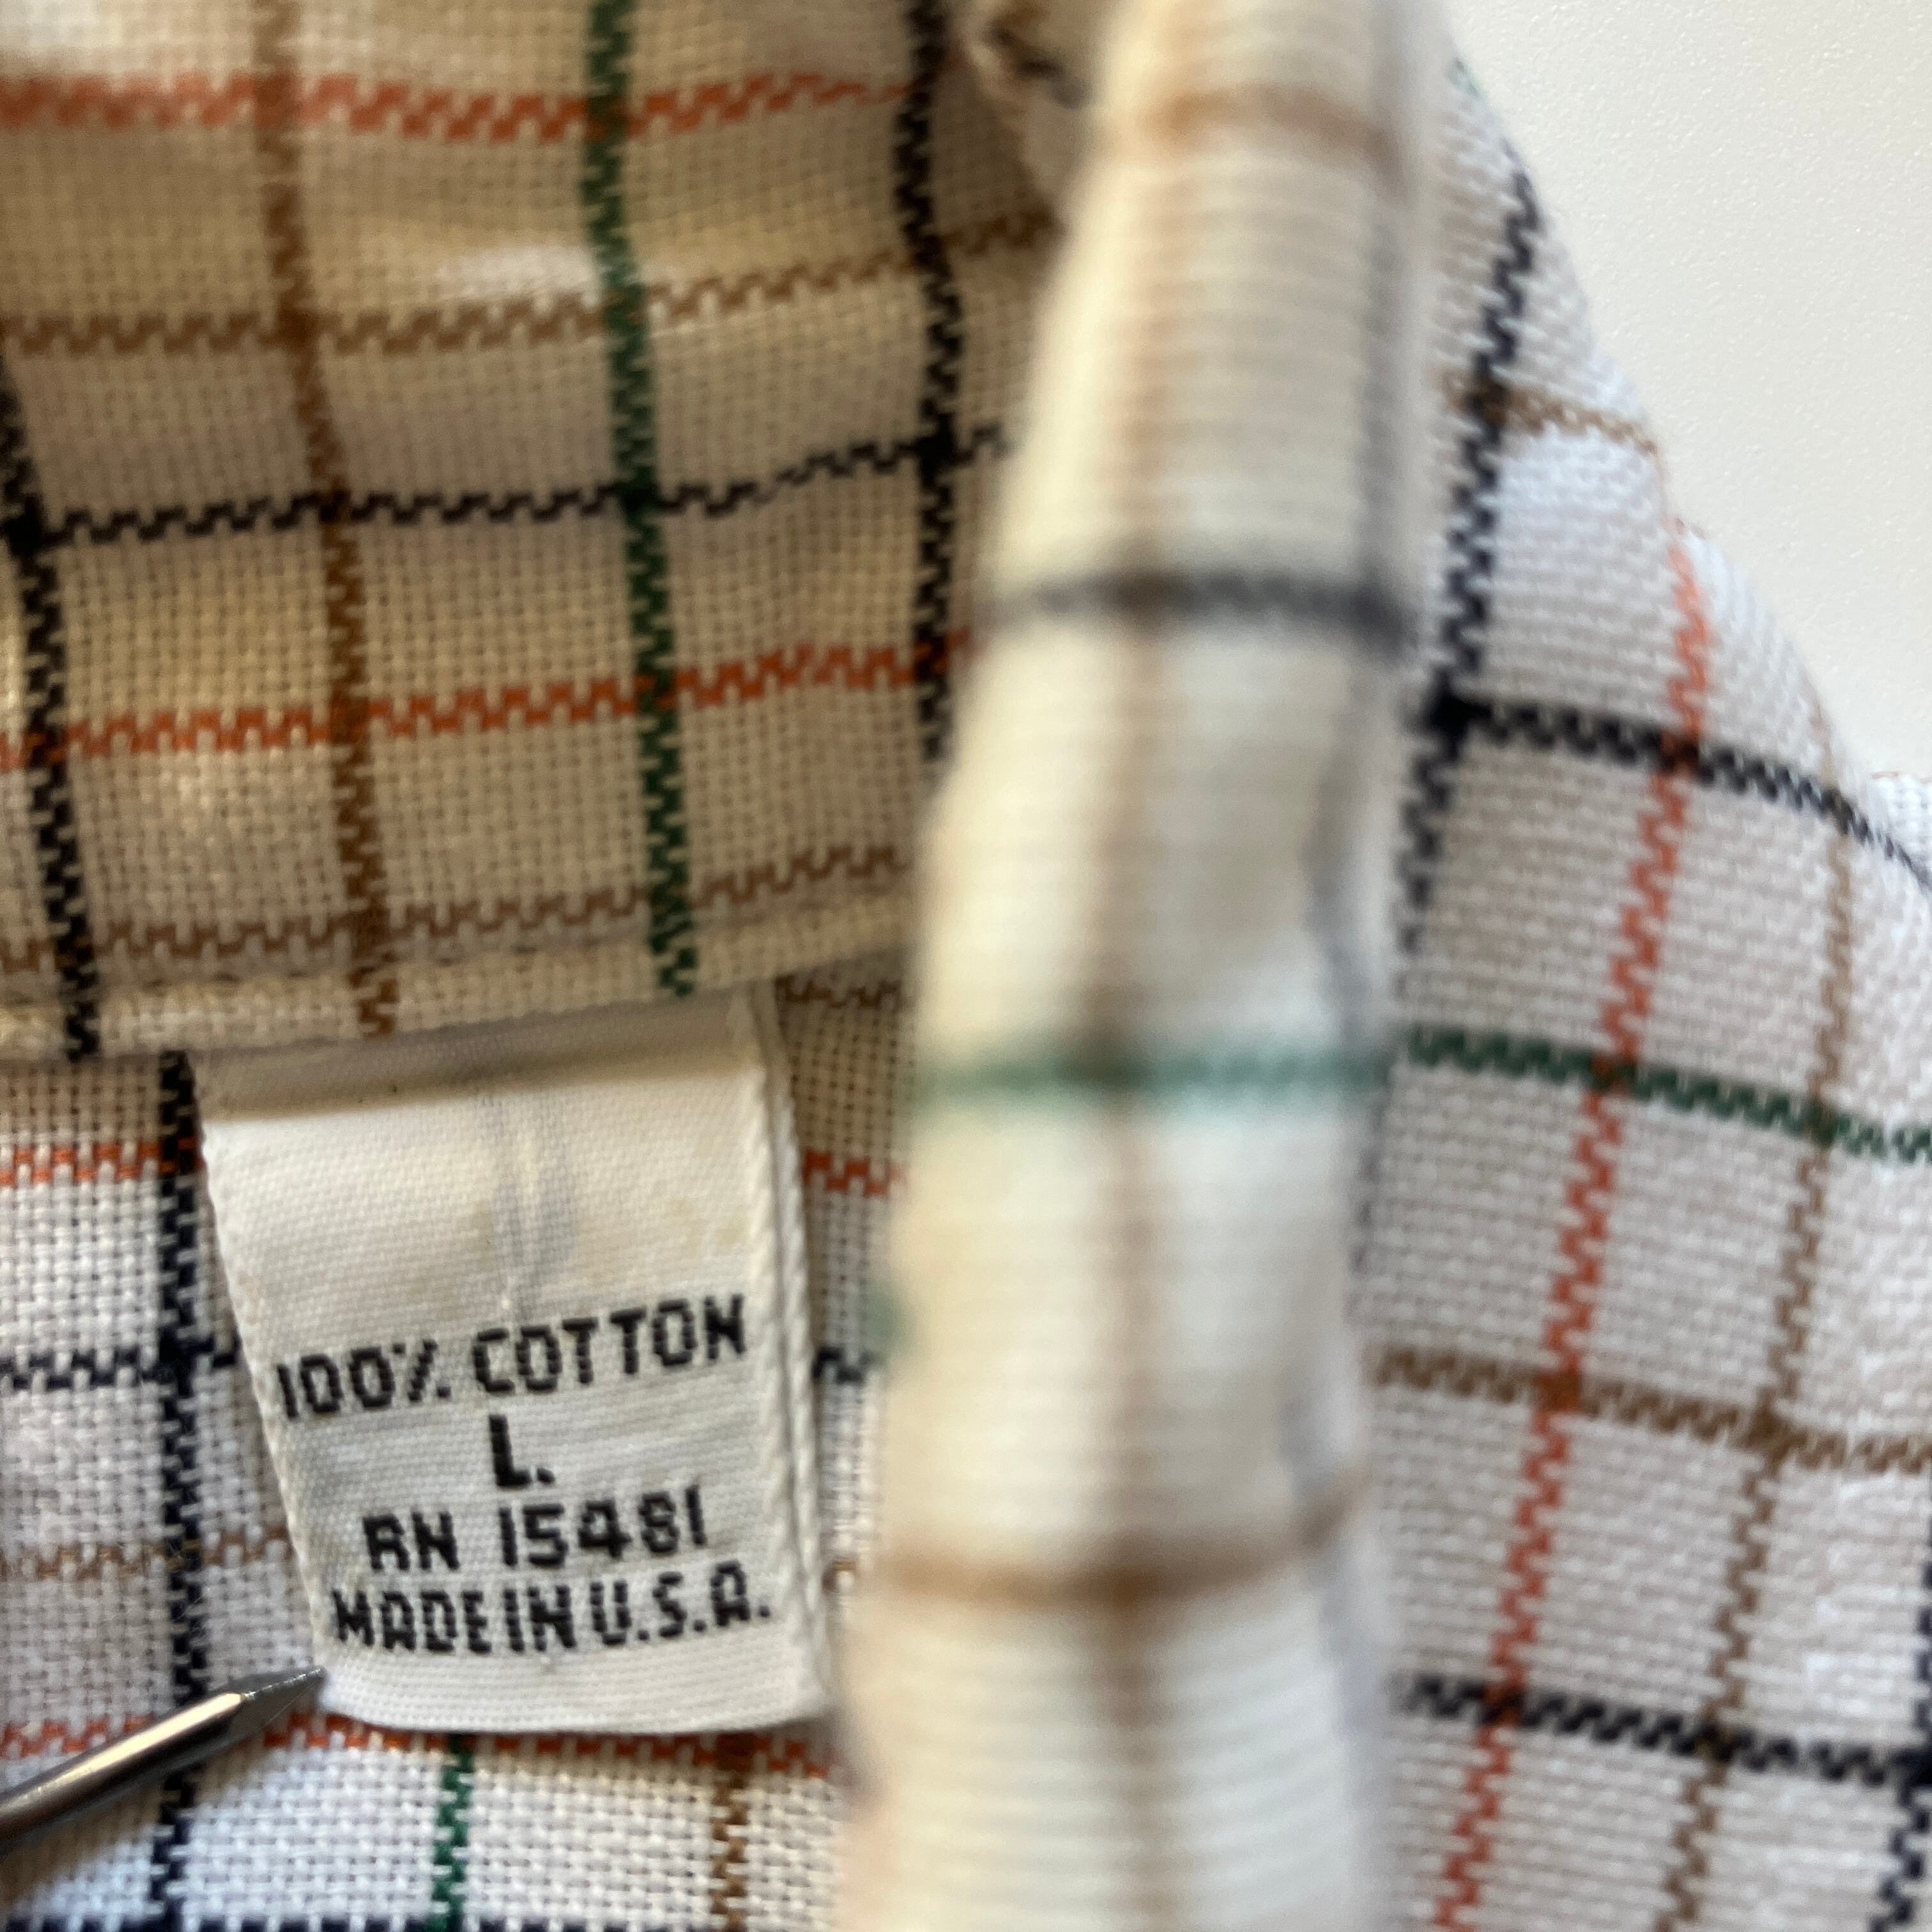 100% COTTON
L.
RN 15481
MADE IN U.S.A.